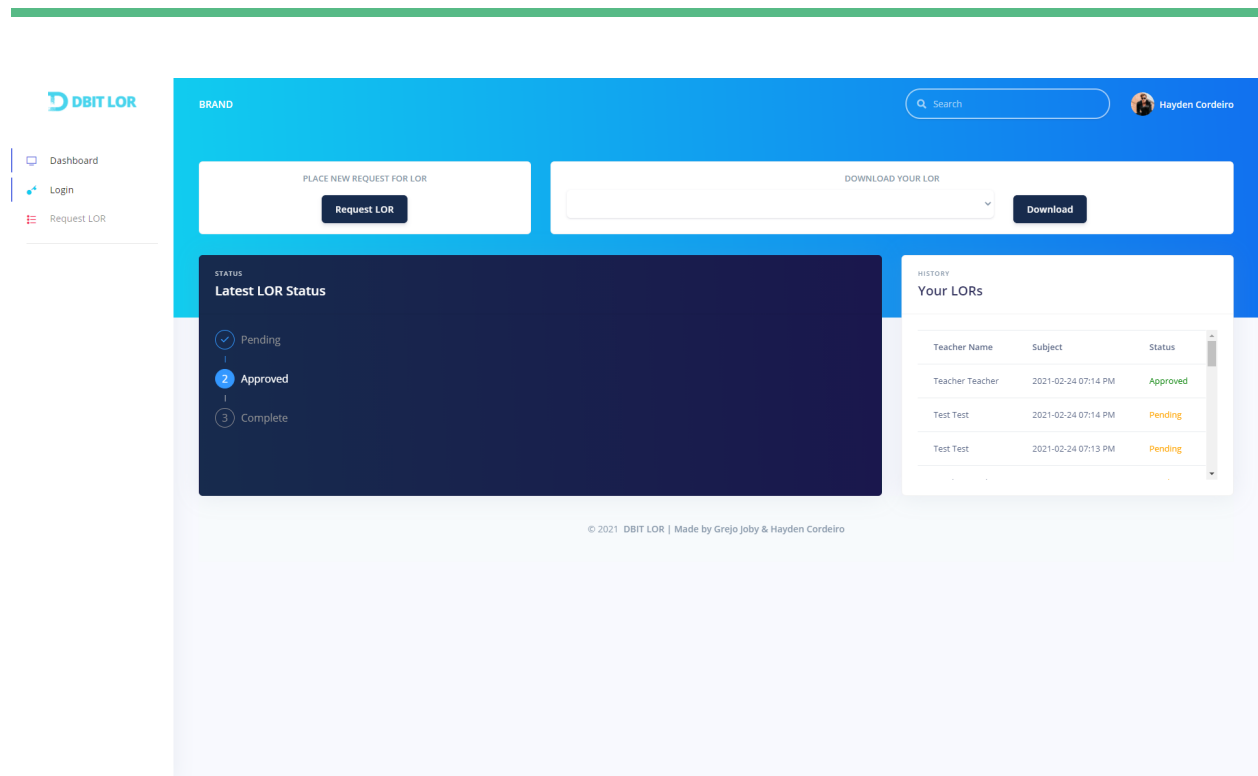 DBIT LOR
Dashboard
Login
Request LOR
BRAND
Search
Hayden Cordeiro
PLACE NEW REQUEST FOR LOR
Request LOR
DOWNLOAD YOUR LOR
Download
STATUS
Latest LOR Status
Pending
2 Approved
3 Complete
HISTORY
Your LORs
Teacher Name Subject Status
Teacher Teacher 2021-02-24 07:14 PM Approved
Test Test 2021-02-24 07:14 PM Pending
Test Test 2021-02-24 07:13 PM Pending
© 2021 DBIT LOR | Made by Grejo Joby & Hayden Cordeiro